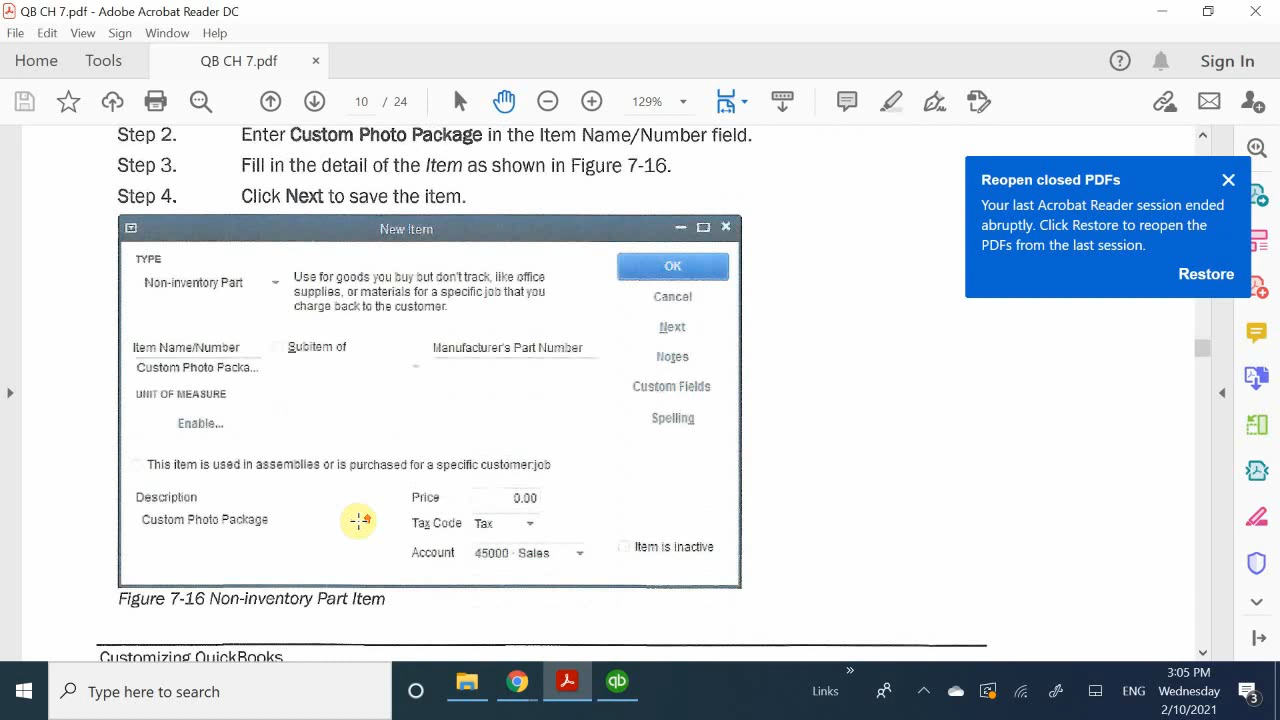 QB CH 7.pdf - Adobe Acrobat Reader DC
File Edit View Sign Window Help
Home Tools QB CH 7.pdf × Sign In
10 / 24 129%
Step 2. Enter Custom Photo Package in the Item Name/Number field.
Step 3. Fill in the detail of the Item as shown in Figure 7-16.
Step 4. Click Next to save the item.
New Item
TYPE
Non-inventory Part
Use for goods you buy but don't track, like office
supplies, or materials for a specific job that you
charge back to the customer.
OK
Cancel
Next
Notes
Custom Fields
Spelling
Item Name/Number Subitem of Manufacturer's Part Number
Custom Photo Packa...
UNIT OF MEASURE
Enable...
This item is used in assemblies or is purchased for a specific customer:job
Description Price 0.00
Custom Photo Package Tax Code Tax
Account 45000 · Sales Item is inactive
Figure 7-16 Non-inventory Part Item
Customizing QuickBooks
Reopen closed PDFs
Your last Acrobat Reader session ended
abruptly. Click Restore to reopen the
PDFs from the last session.
Restore
Type here to search
qb
Links
ENG
3:05 PM
Wednesday
2/10/2021
3